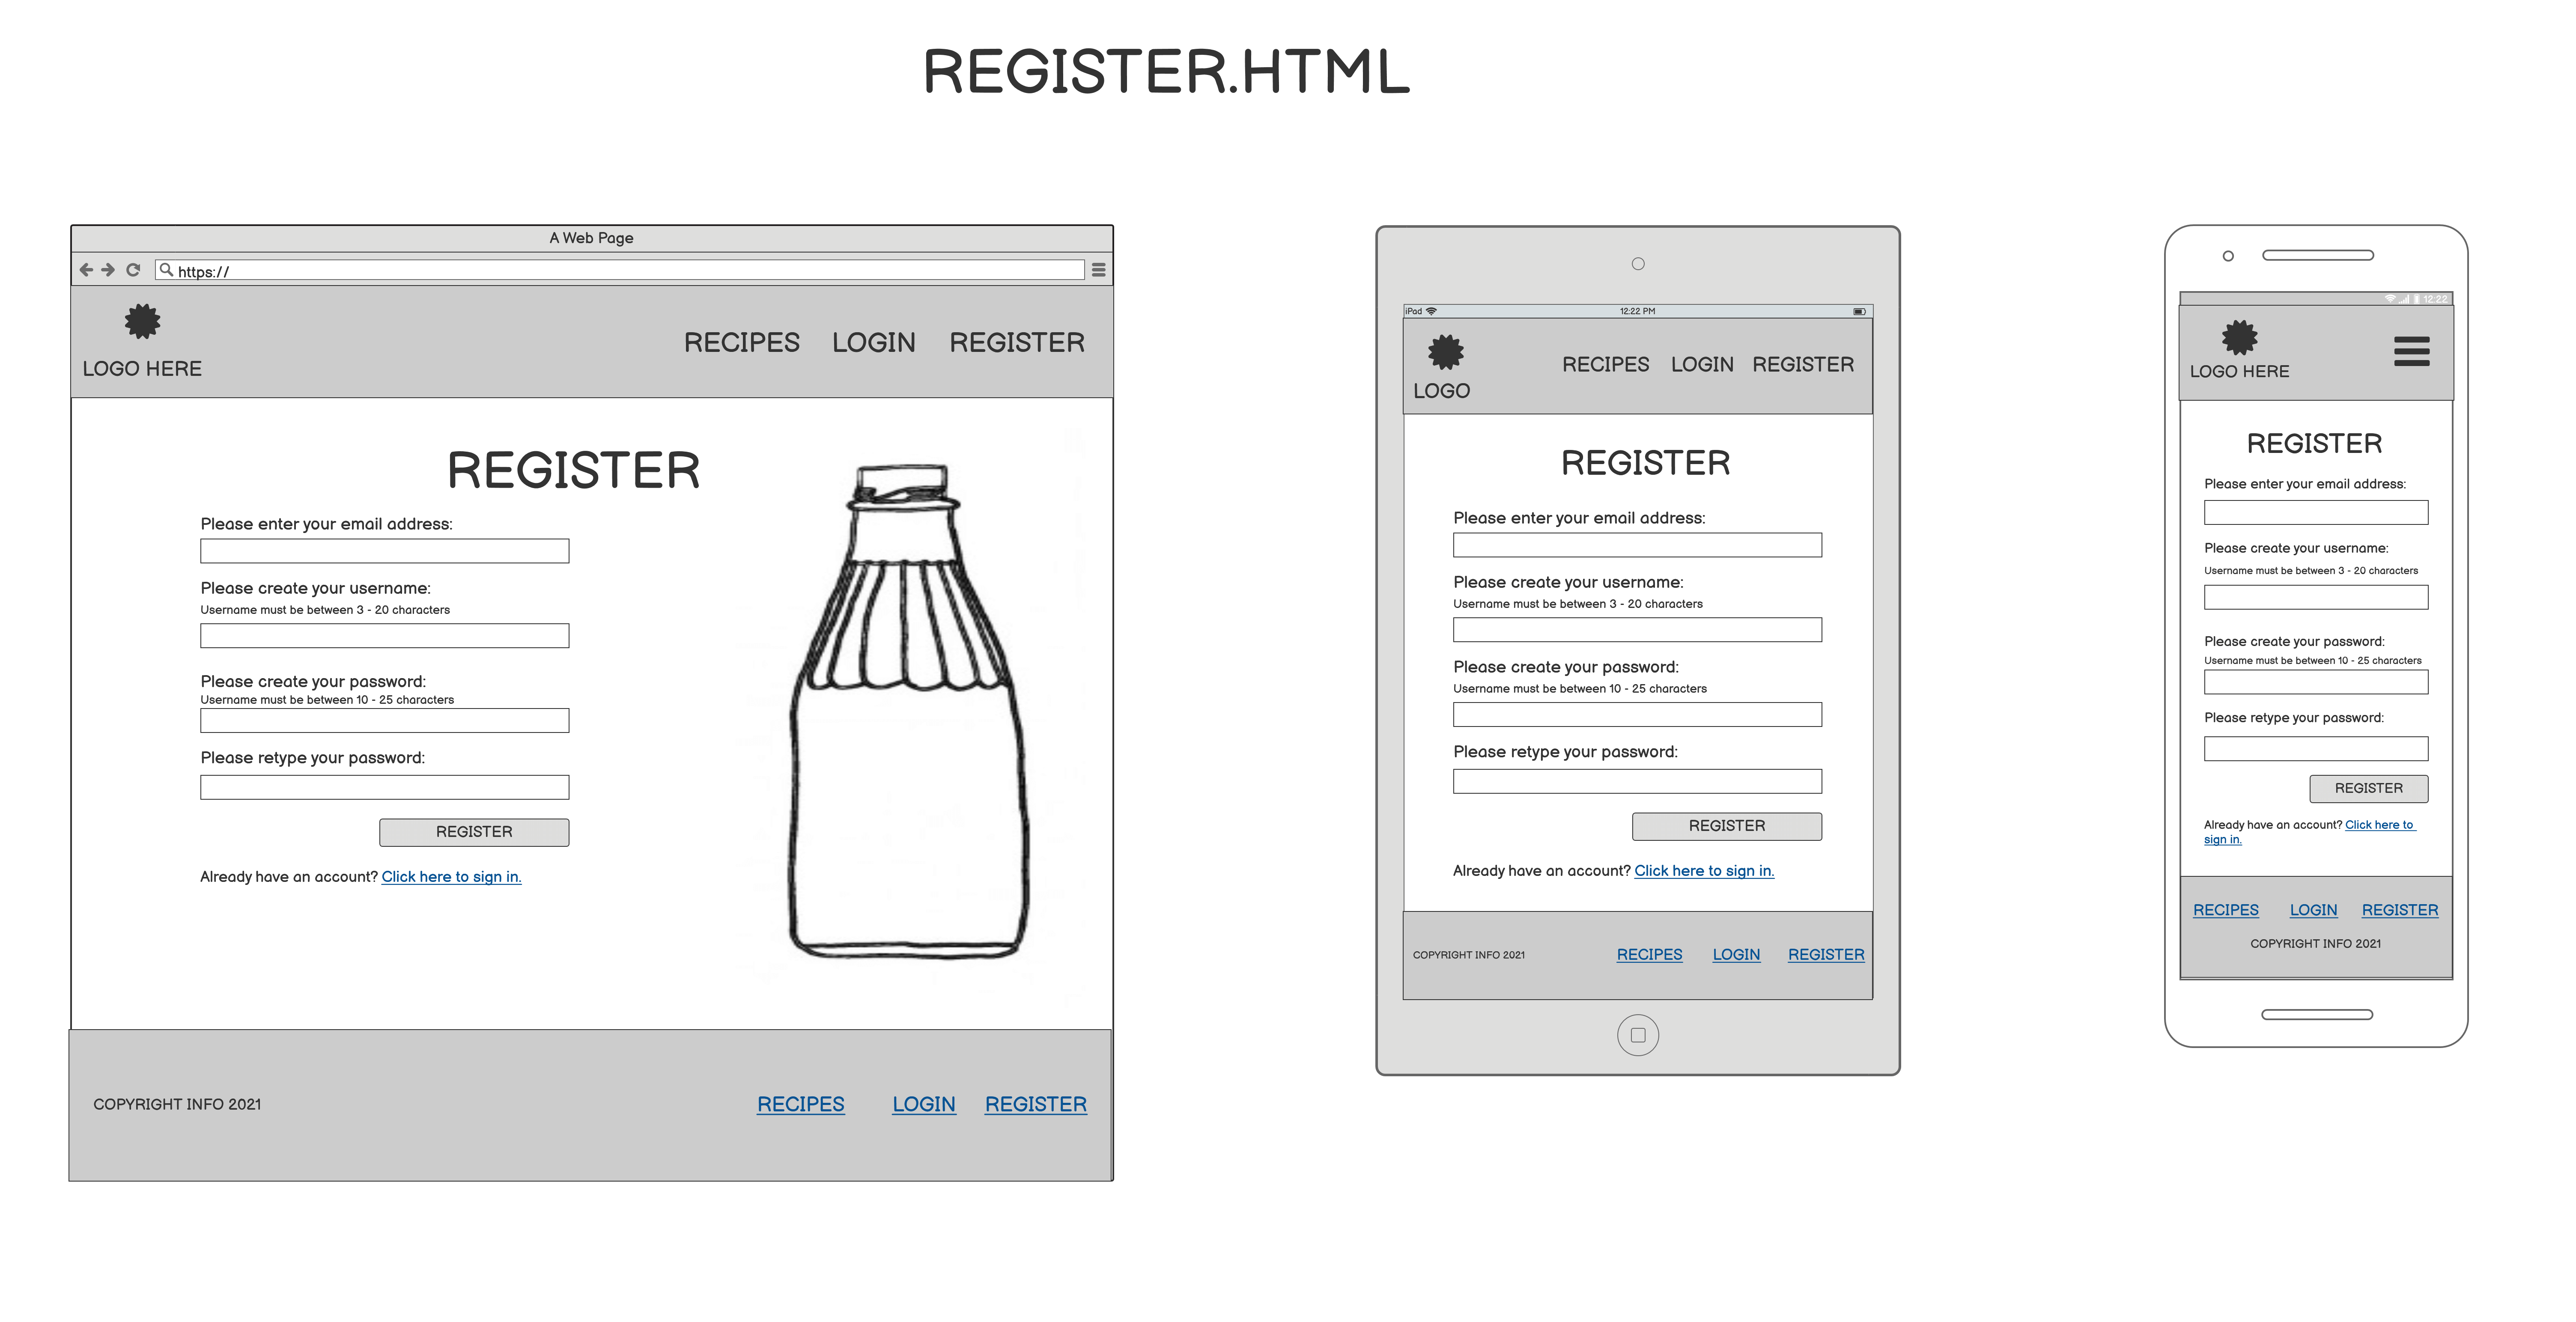 REGISTER.HTML
A Web Page
https://
LOGO HERE
RECIPES LOGIN REGISTER
REGISTER
Please enter your email address:
Please create your username:
Username must be between 3 - 20 characters
Please create your password:
Username must be between 10 - 25 characters
Please retype your password:
REGISTER
Already have an account? Click here to sign in.
COPYRIGHT INFO 2021
RECIPES LOGIN REGISTER
iPad 12:22 PM
LOGO
RECIPES LOGIN REGISTER
REGISTER
Please enter your email address:
Please create your username:
Username must be between 3 - 20 characters
Please create your password:
Username must be between 10 - 25 characters
Please retype your password:
REGISTER
Already have an account? Click here to sign in.
COPYRIGHT INFO 2021
RECIPES LOGIN REGISTER
12:22
LOGO HERE
REGISTER
Please enter your email address:
Please create your username:
Username must be between 3 - 20 characters
Please create your password:
Username must be between 10 - 25 characters
Please retype your password:
REGISTER
Already have an account? Click here to
sign in.
RECIPES LOGIN REGISTER
COPYRIGHT INFO 2021